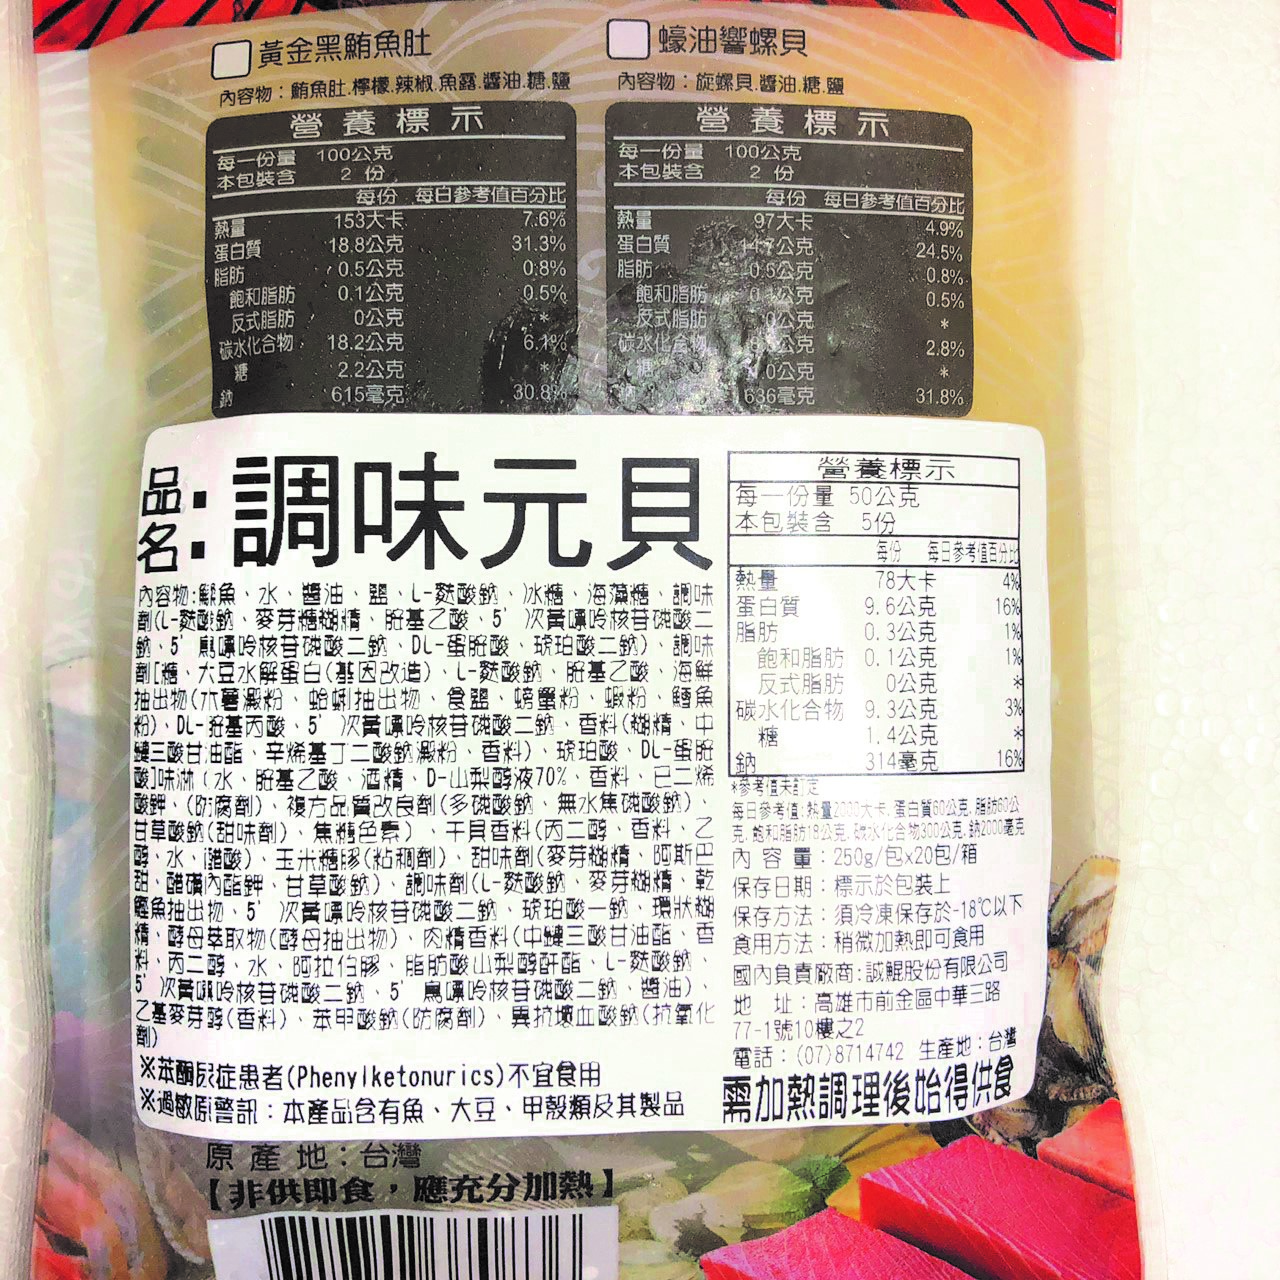 黃金黑鮪魚肚
內容物：鮪魚肚.檸檬.辣椒.魚露.醬油.糖.鹽
營養標示
每一份量 100公克
本包裝含 2 份
每份 每日參考值百分比
熱量 153大卡 7.6%
蛋白質 18.8公克 31.3%
脂肪 0.5公克 0.8%
飽和脂肪 0.1公克 0.5%
反式脂肪 0公克 *
碳水化合物 18.2公克 6.1%
糖 2.2公克 *
鈉 615毫克 30.8%
蠔油響螺貝
內容物：旋螺貝.醬油.糖.鹽
營養標示
每一份量 100公克
本包裝含 2 份
每份 每日參考值百分比
熱量 97大卡 4.9%
蛋白質 14.7公克 24.5%
脂肪 0.5公克 0.8%
飽和脂肪 0.1公克 0.5%
反式脂肪 0公克 *
碳水化合物 公克 2.8%
糖 0公克 *
鈉 636毫克 31.8%
品名：調味元貝
內容物:魚、水、醬油、鹽、L-麩酸鈉、冰糖、海藻糖、調味
劑(L-麩酸鈉、麥芽糖糊精、胺基乙酸、5'次黃嘌呤核苷磷酸二
鈉、5'鳥嘌呤核苷磷酸二鈉、DL-蛋胺酸、琥珀酸二鈉)、調味
劑[糖、大豆水解蛋白(基因改造)、L-麩酸鈉、胺基乙酸、海鮮
抽出物(木薯澱粉、蛤蜊抽出物、食鹽、螃蟹粉、蝦粉、鱈魚
粉)、DL-胺基丙酸、5'次黃嘌呤核苷磷酸二鈉、香料(糊精、中
鏈三酸甘油酯、辛烯基丁二酸鈉澱粉、香料)、琥珀酸、DL-蛋胺
酸]味淋(水、胺基乙酸、酒精、D-山梨醇液70%、香料、己二烯
酸鉀、(防腐劑)、複方品質改良劑(多磷酸鈉、無水焦磷酸鈉)、
甘草酸鈉(甜味劑)、焦糖色素)、干貝香料(丙二醇、香料、乙
醇、水、醋酸)、玉米糖膠(粘稠劑)、甜味劑(麥芽糊精、阿斯巴
甜、醋磺內酯鉀、甘草酸鈉)、調味劑(L-麩酸鈉、麥芽糊精、乾
鰹魚抽出物、5'次黃嘌呤核苷磷酸二鈉、琥珀酸一鈉、環狀糊
精、酵母萃取物(酵母抽出物)、肉精香料(中鏈三酸甘油酯、香
料、丙二醇、水、阿拉伯膠、脂肪酸山梨醇酐酯、L-麩酸鈉、
5'次黃嘌呤核苷磷酸二鈉、5'鳥嘌呤核苷磷酸二鈉、醬油)、
乙基麥芽醇(香料)、苯甲酸鈉(防腐劑)、異抗壞血酸鈉(抗氧化
劑)
※苯酮尿症患者(Phenylketonurics)不宜食用
※過敏原警訊：本產品含有魚、大豆、甲殼類及其製品
營養標示
每一份量 50公克
本包裝含 5份
每份 每日參考值百分比
熱量 78大卡 4%
蛋白質 9.6公克 16%
脂肪 0.3公克 1%
飽和脂肪 0.1公克 1%
反式脂肪 0公克 *
碳水化合物 9.3公克 3%
糖 1.4公克 *
鈉 314毫克 16%
*參考值未訂定
每日參考值:熱量2000大卡、蛋白質60公克、脂肪60公
克、飽和脂肪18公克、碳水化合物300公克、鈉2000毫克
內 容 量：250g/包x20包/箱
保存日期：標示於包裝上
保存方法：須冷凍保存於-18℃以下
食用方法：稍微加熱即可食用
國內負責廠商:誠鯤股份有限公司
地 址：高雄市前金區中華三路
77-1號10樓之2
電話：(07)8714742 生產地：台灣
需加熱調理後始得供食
原產地：台灣
【非供即食，應充分加熱】